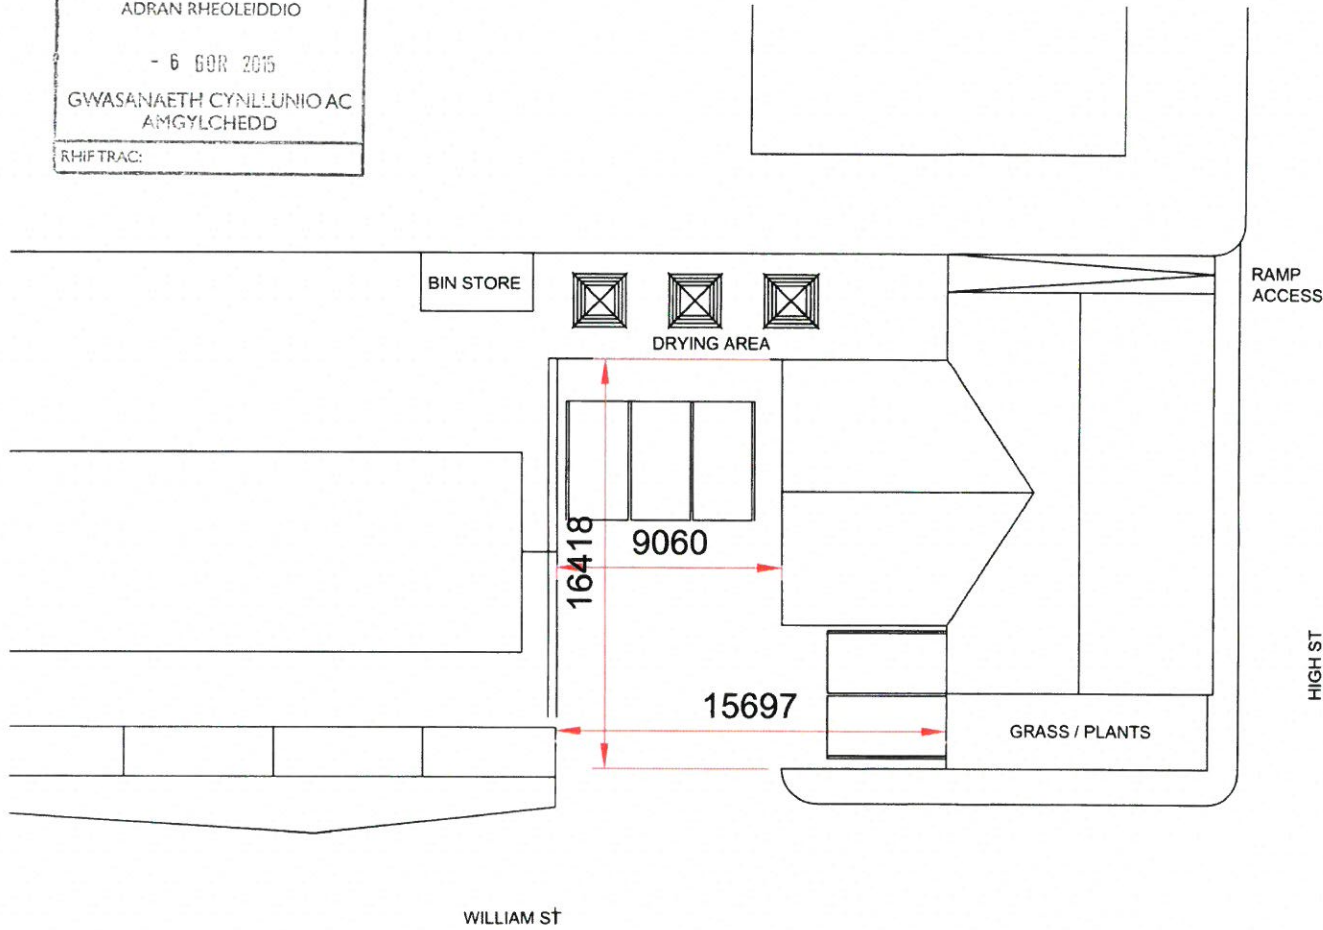 ADRAN RHEOLEIDDIO
- 6 GOR 2015
GWASANAETH CYNLLUNIO AC
AMGYLCHEDD
RHIF TRAC:
BIN STORE
RAMP
ACCESS
DRYING AREA
16418
9060
15697
GRASS / PLANTS
HIGH ST
WILLIAM ST